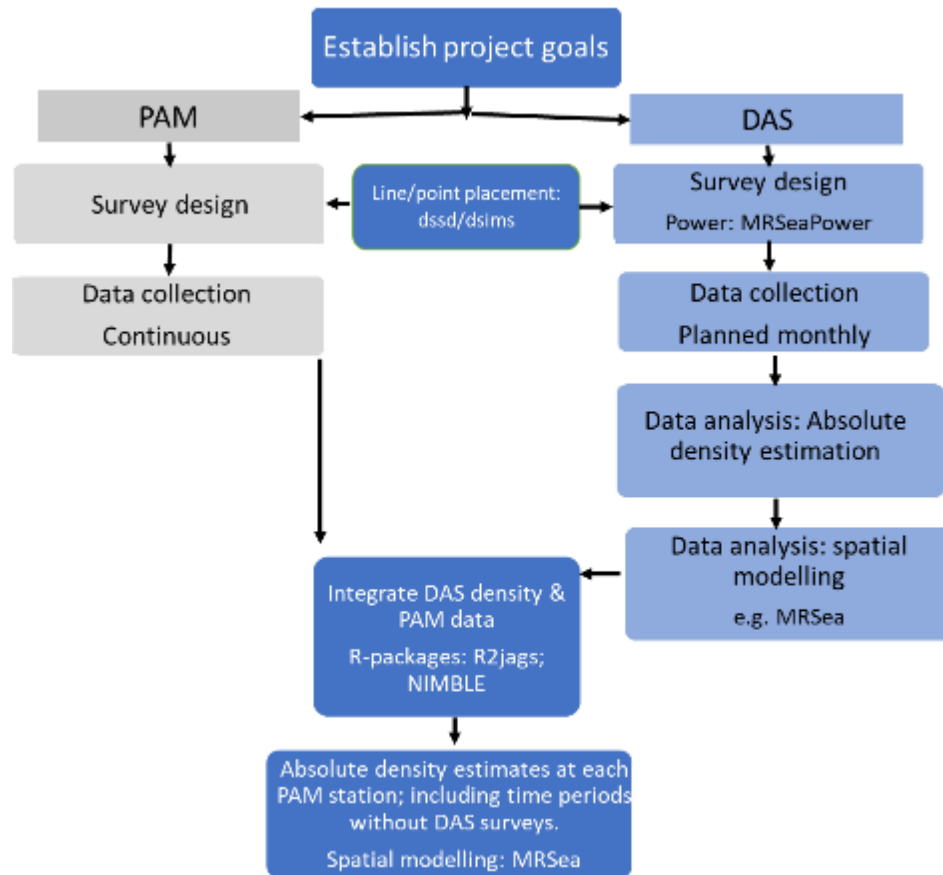 Establish project goals
PAM
DAS
Survey design
Line/point placement:
dssd/dsims
Survey design
Power: MRSeaPower
Data collection
Continuous
Data collection
Planned monthly
Data analysis: Absolute
density estimation
Data analysis: spatial
modelling
e.g. MRSea
Integrate DAS density &
PAM data
R-packages: R2jags;
NIMBLE
Absolute density estimates at each
PAM station; including time periods
without DAS surveys.
Spatial modelling: MRSea